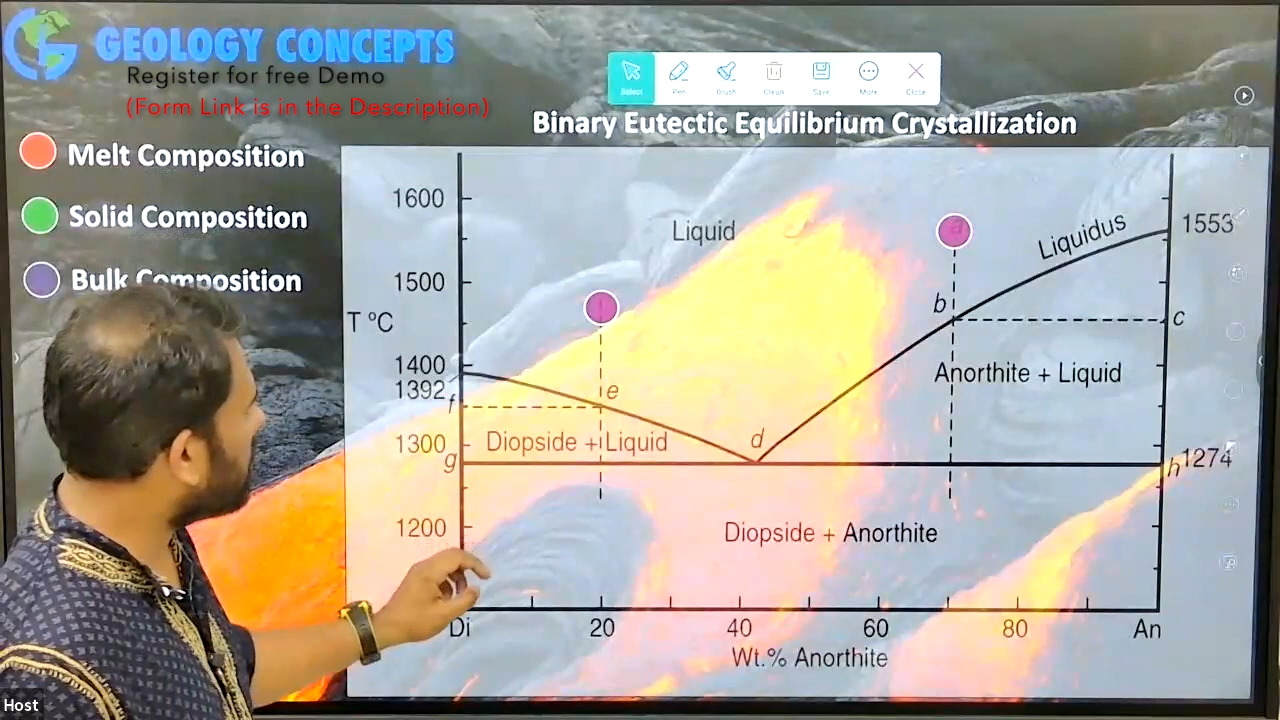 GEOLOGY CONCEPTS
Register for free Demo
(Form Link is in the Description)
Select Pen Brush Clean Save More Close
Binary Eutectic Equilibrium Crystallization
Melt Composition
Solid Composition
Bulk Composition
1600
Liquid
a
Liquidus
1553
1500
T °C
b
c
1400
1392
f
e
Anorthite + Liquid
1300
Diopside + Liquid
d
g
h
1274
1200
Diopside + Anorthite
Di 20 40 60 80 An
Wt.% Anorthite
Host